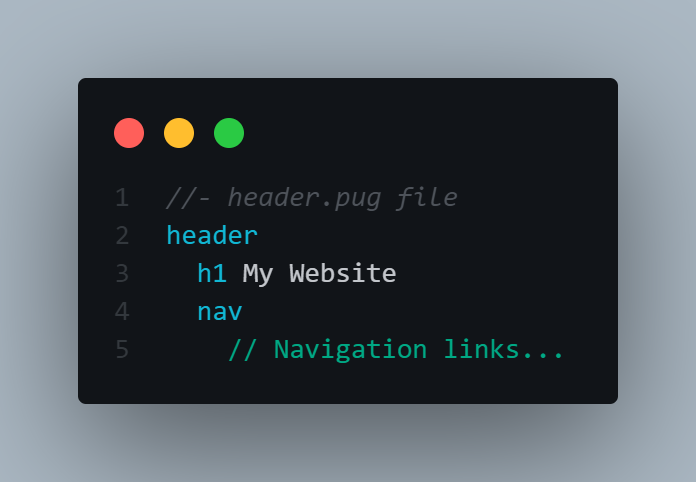 1 //- header.pug file
2 header
3   h1 My Website
4   nav
5     // Navigation links...